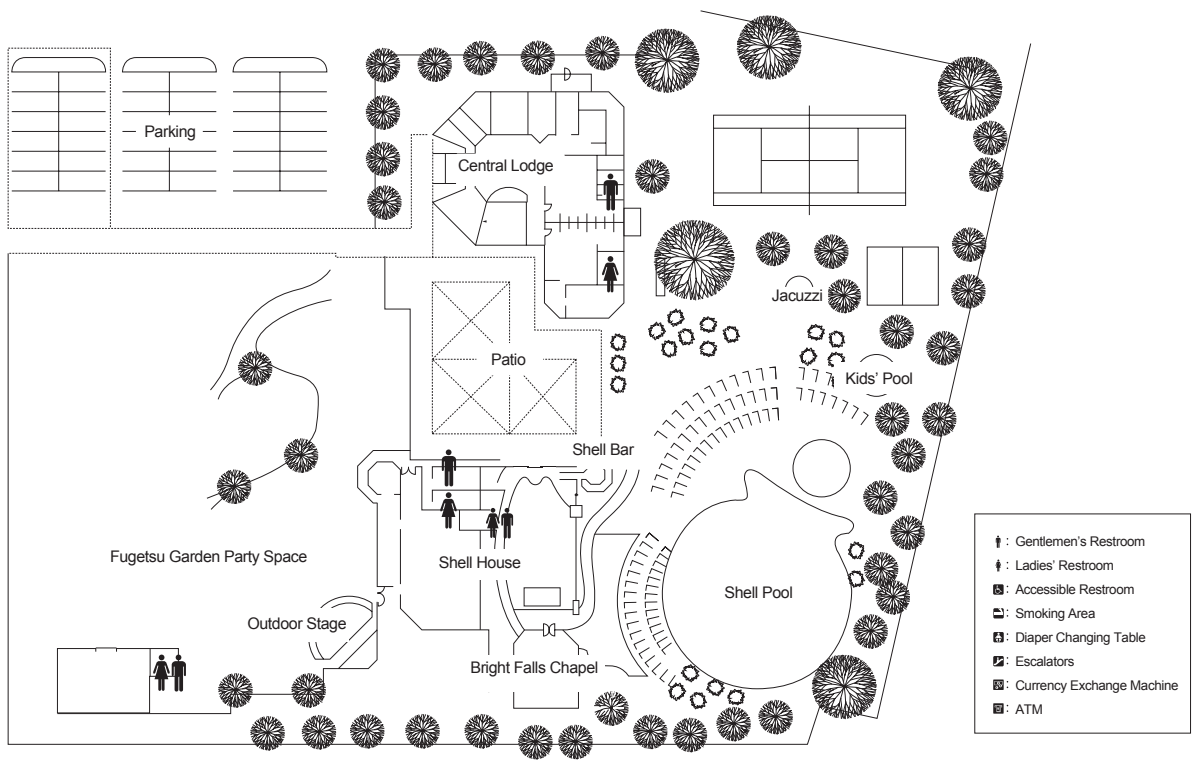 Parking
Central Lodge
Jacuzzi
Patio
Kids' Pool
Shell Bar
Fugetsu Garden Party Space
Shell House
Shell Pool
Outdoor Stage
Bright Falls Chapel
: Gentlemen's Restroom
: Ladies' Restroom
: Accessible Restroom
: Smoking Area
: Diaper Changing Table
: Escalators
: Currency Exchange Machine
: ATM